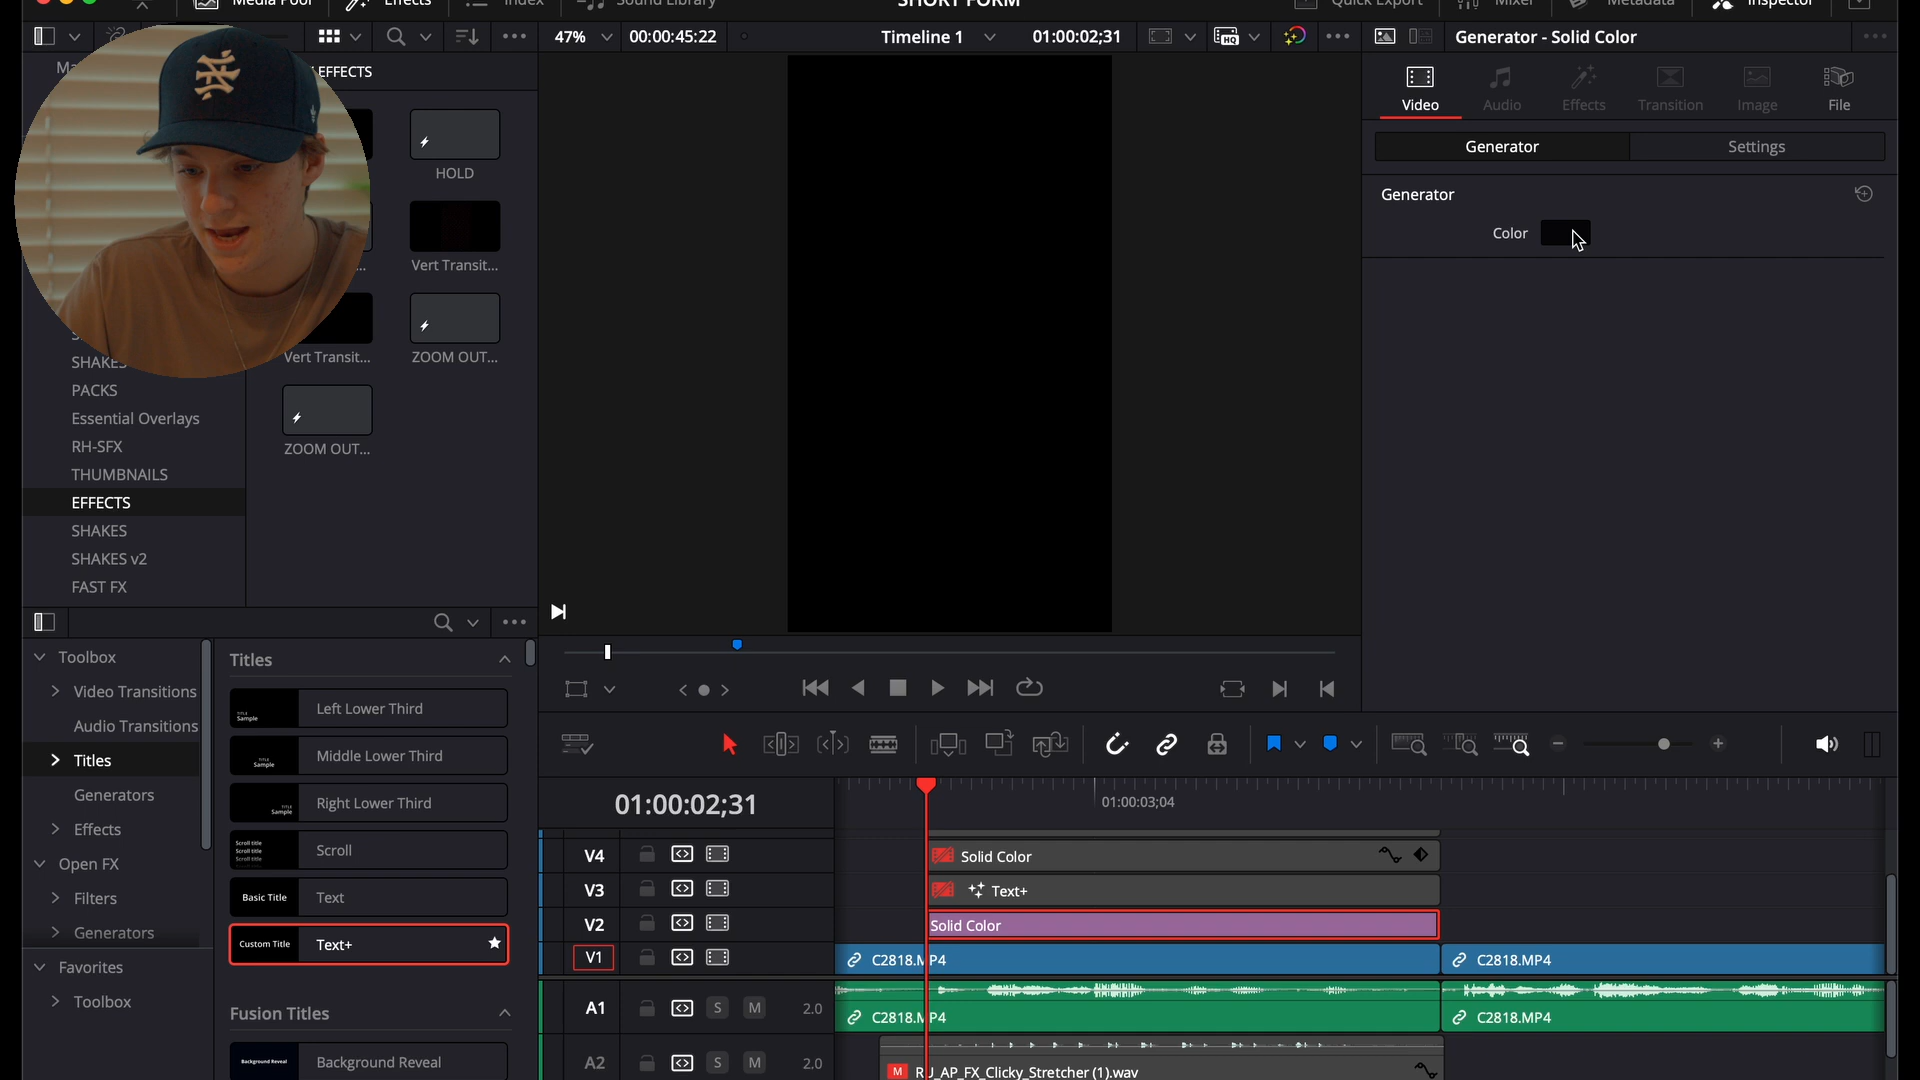 Media Pool
Effects
Index
Sound Library
SHORT FORM
Quick Export
Mixer
Metadata
Inspector
47%
00:00:45:22
Timeline 1
01:00:02;31
Generator - Solid Color
EFFECTS
HOLD
Vert Transit...
Vert Transit...
ZOOM OUT...
ZOOM OUT...
SHAKES
PACKS
Essential Overlays
RH-SFX
THUMBNAILS
EFFECTS
SHAKES
SHAKES v2
FAST FX
Video
Audio
Effects
Transition
Image
File
Generator
Settings
Generator
Color
Toolbox
Video Transitions
Audio Transitions
Titles
Generators
Effects
Open FX
Filters
Generators
Favorites
Toolbox
Titles
Left Lower Third
Middle Lower Third
Right Lower Third
Scroll
Basic Title
Text
Custom Title
Text+
Fusion Titles
Background Reveal
Background Reveal
01:00:02;31
01:00:03;04
V4
Solid Color
V3
Text+
V2
Solid Color
V1
C2818.MP4
C2818.MP4
A1
S
M
2.0
C2818.MP4
C2818.MP4
A2
S
M
2.0
M
RU_AP_FX_Clicky_Stretcher (1).wav